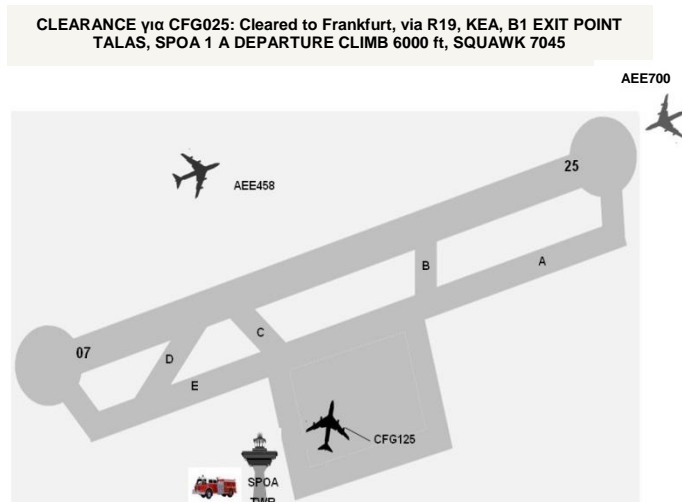 CLEARANCE για CFG025: Cleared to Frankfurt, via R19, KEA, B1 EXIT POINT
TALAS, SPOA 1 A DEPARTURE CLIMB 6000 ft, SQUAWK 7045
AEE700
25
AEE458
B
A
C
07
D
E
CFG125
SPOA
TWR